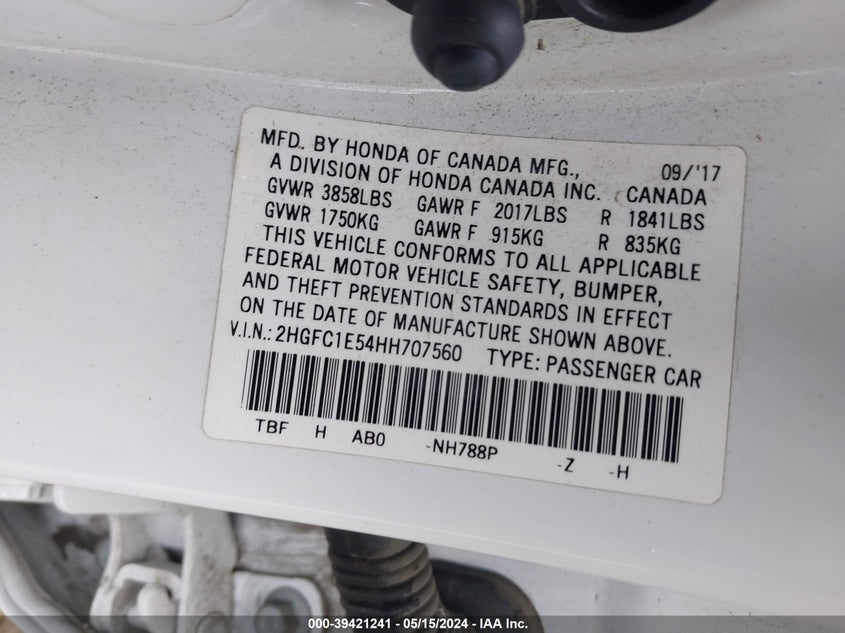 MFD. BY HONDA OF CANADA MFG., 09/'17
A DIVISION OF HONDA CANADA INC. CANADA
GVWR 3858LBS GAWR F 2017LBS R 1841LBS
GVWR 1750KG GAWR F 915KG R 835KG
THIS VEHICLE CONFORMS TO ALL APPLICABLE
FEDERAL MOTOR VEHICLE SAFETY, BUMPER,
AND THEFT PREVENTION STANDARDS IN EFFECT
ON THE DATE OF MANUFACTURE SHOWN ABOVE.
V.I.N.: 2HGFC1E54HH707560 TYPE: PASSENGER CAR
TBF H AB0 -NH788P -Z -H
000-39421241 - 05/15/2024 - IAA Inc.